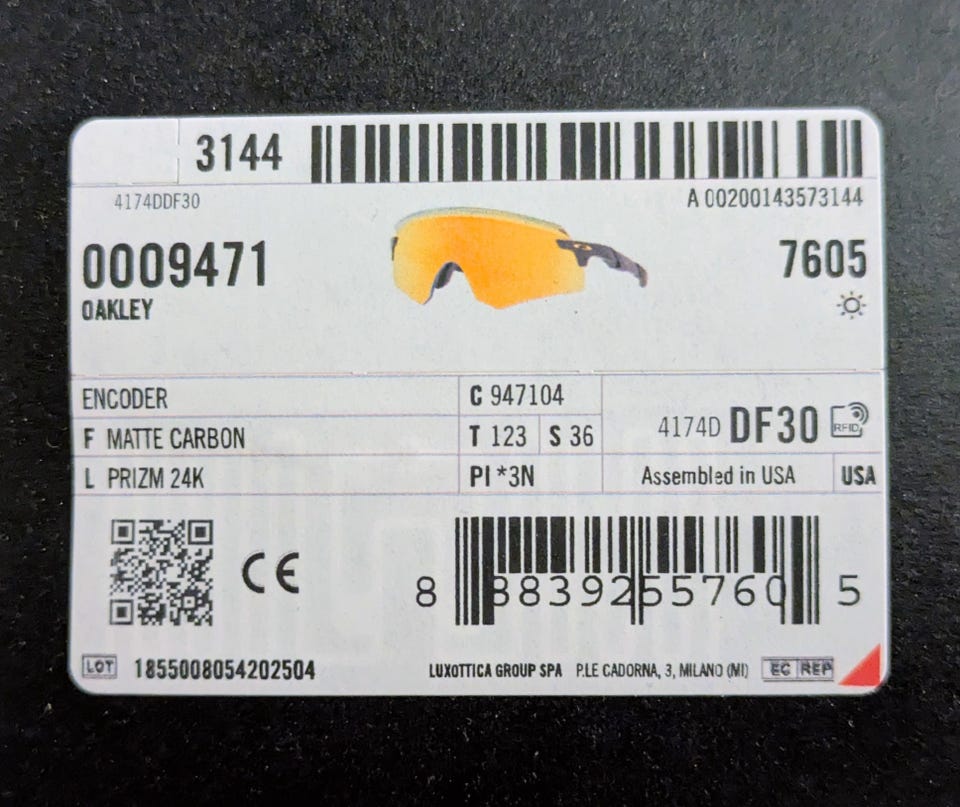 3144
4174DDF30
A 00200143573144
0009471
7605
OAKLEY
ENCODER
C 947104
F MATTE CARBON
T 123 S 36
4174D DF30 RFID
L PRIZM 24K
PI *3N
Assembled in USA
USA
CE
8 88392 55760 5
LOT 1855008054202504
LUXOTTICA GROUP SPA P.LE CADORNA, 3, MILANO (MI) EC REP